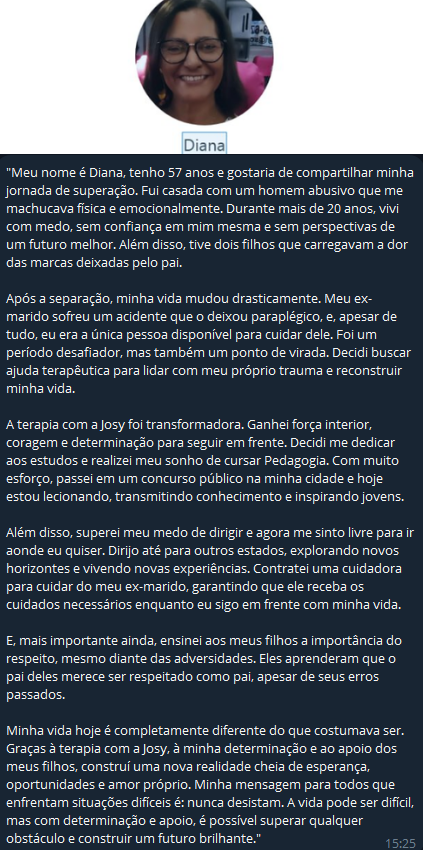 Diana
"Meu nome é Diana, tenho 57 anos e gostaria de compartilhar minha
jornada de superação. Fui casada com um homem abusivo que me
machucava física e emocionalmente. Durante mais de 20 anos, vivi
com medo, sem confiança em mim mesma e sem perspectivas de
um futuro melhor. Além disso, tive dois filhos que carregavam a dor
das marcas deixadas pelo pai.
Após a separação, minha vida mudou drasticamente. Meu ex-
marido sofreu um acidente que o deixou paraplégico, e, apesar de
tudo, eu era a única pessoa disponível para cuidar dele. Foi um
período desafiador, mas também um ponto de virada. Decidi buscar
ajuda terapêutica para lidar com meu próprio trauma e reconstruir
minha vida.
A terapia com a Josy foi transformadora. Ganhei força interior,
coragem e determinação para seguir em frente. Decidi me dedicar
aos estudos e realizei meu sonho de cursar Pedagogia. Com muito
esforço, passei em um concurso público na minha cidade e hoje
estou lecionando, transmitindo conhecimento e inspirando jovens.
Além disso, superei meu medo de dirigir e agora me sinto livre para ir
aonde eu quiser. Dirijo até para outros estados, explorando novos
horizontes e vivendo novas experiências. Contratei uma cuidadora
para cuidar do meu ex-marido, garantindo que ele receba os
cuidados necessários enquanto eu sigo em frente com minha vida.
E, mais importante ainda, ensinei aos meus filhos a importância do
respeito, mesmo diante das adversidades. Eles aprenderam que o
pai deles merece ser respeitado como pai, apesar de seus erros
passados.
Minha vida hoje é completamente diferente do que costumava ser.
Graças à terapia com a Josy, à minha determinação e ao apoio dos
meus filhos, construí uma nova realidade cheia de esperança,
oportunidades e amor próprio. Minha mensagem para todos que
enfrentam situações difíceis é: nunca desistam. A vida pode ser difícil,
mas com determinação e apoio, é possível superar qualquer
obstáculo e construir um futuro brilhante."
15:25